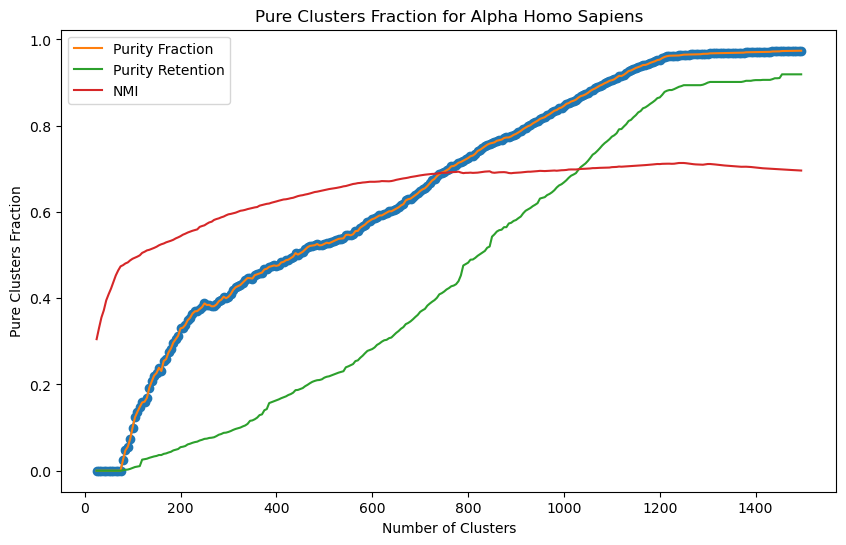 Pure Clusters Fraction for Alpha Homo Sapiens
Purity Fraction
Purity Retention
NMI
Pure Clusters Fraction
1.0
0.8
0.6
0.4
0.2
0.0
0
200
400
600
800
1000
1200
1400
Number of Clusters